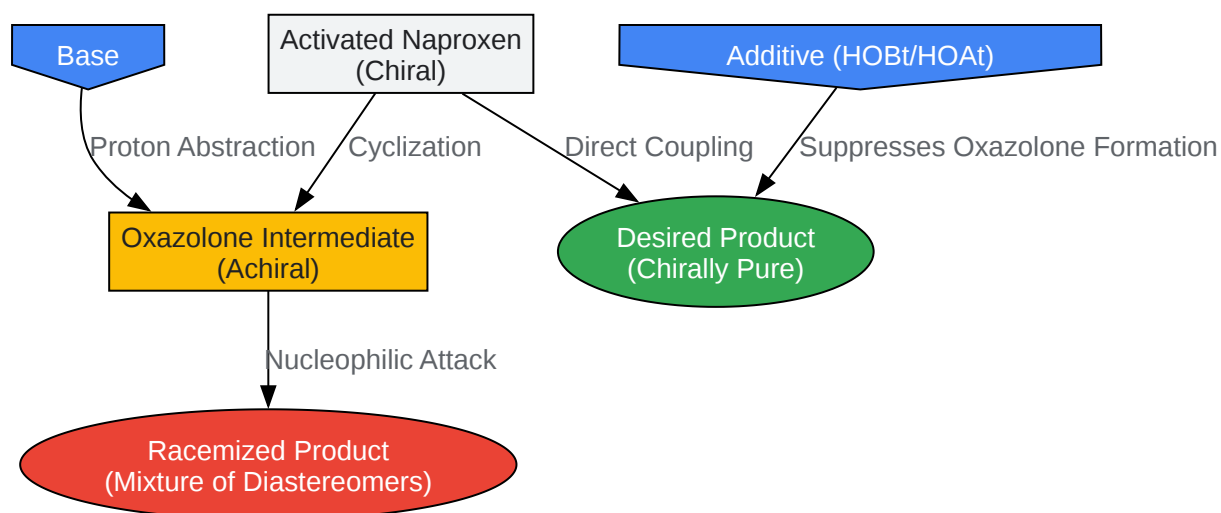 Base
Activated Naproxen
(Chiral)
Additive (HOBt/HOAt)
Proton Abstraction
Cyclization
Direct Coupling
Suppresses Oxazolone Formation
Oxazolone Intermediate
(Achiral)
Desired Product
(Chirally Pure)
Nucleophilic Attack
Racemized Product
(Mixture of Diastereomers)